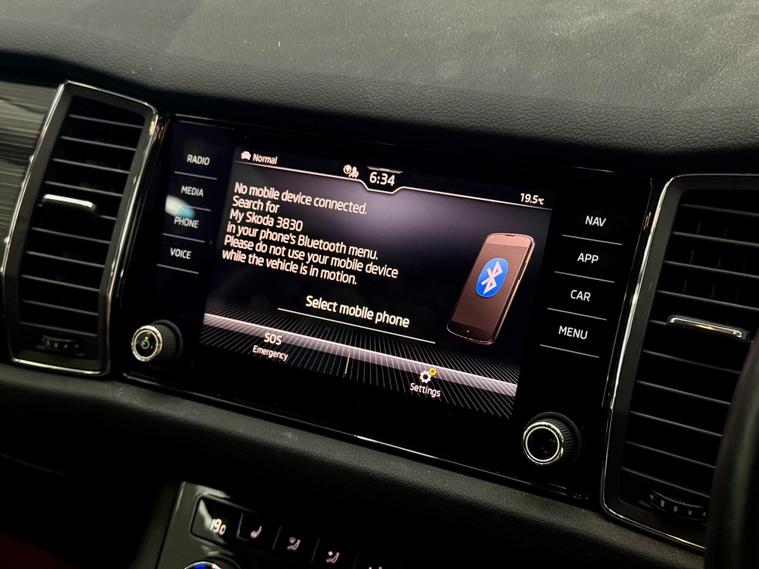 RADIO
MEDIA
PHONE
VOICE
Normal
6:34
19.5°C
No mobile device connected.
Search for
My Skoda 3830
in your phone's Bluetooth menu.
Please do not use your mobile device
while the vehicle is in motion.
Select mobile phone
SOS
Emergency
Settings
NAV
APP
CAR
MENU
19.0